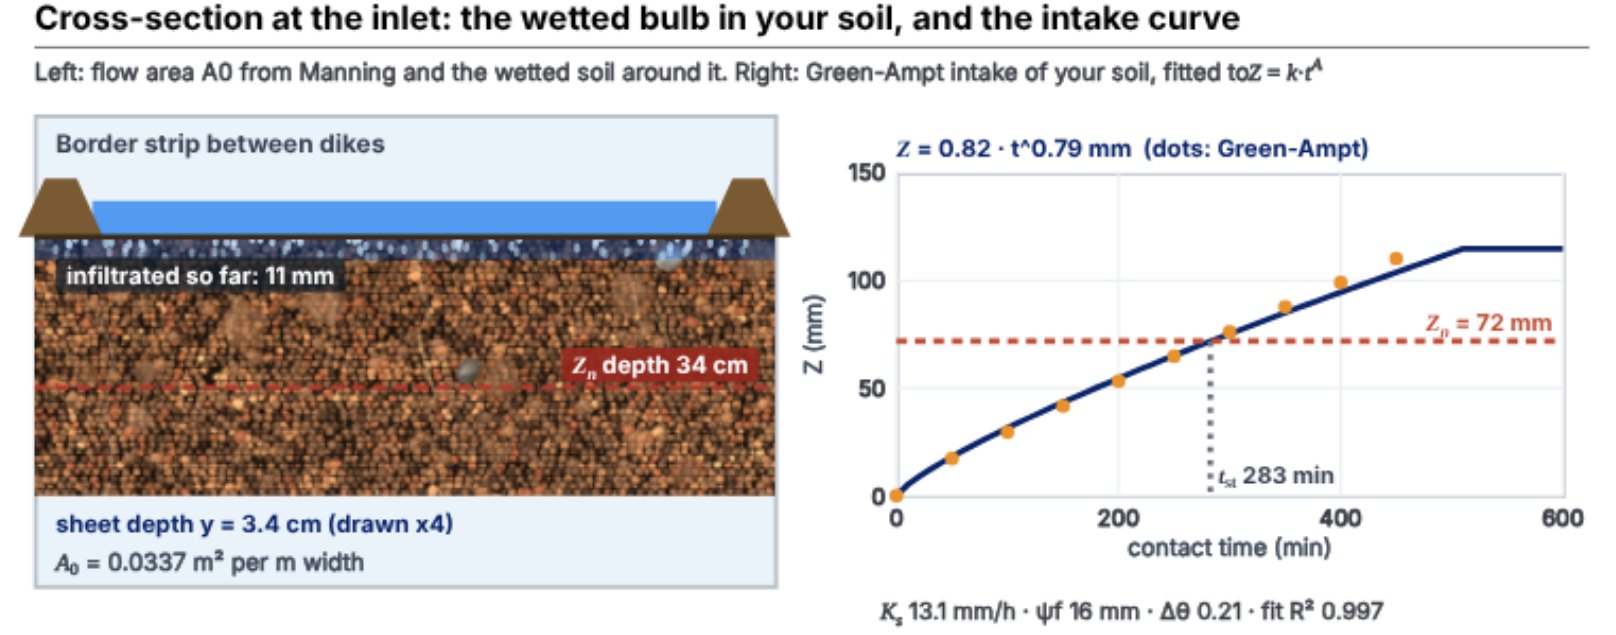 Cross-section at the inlet: the wetted bulb in your soil, and the intake curve
Left: flow area A0 from Manning and the wetted soil around it. Right: Green-Ampt intake of your soil, fitted toZ = k·t^A
Border strip between dikes
infiltrated so far: 11 mm
Zn depth 34 cm
sheet depth y = 3.4 cm (drawn x4)
A₀ = 0.0337 m² per m width
Z = 0.82 · t^0.79 mm (dots: Green-Ampt)
150
100
50
0
Z (mm)
Zn = 72 mm
tst 283 min
0 200 400 600
contact time (min)
Ks 13.1 mm/h · ψf 16 mm · Δθ 0.21 · fit R² 0.997